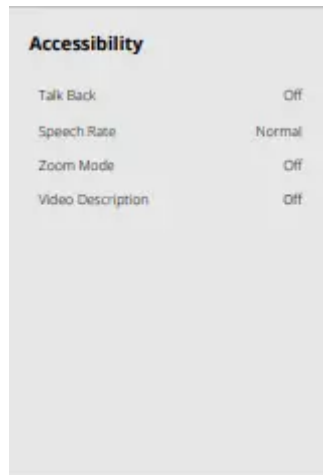 Accessibility
Talk Back Off
Speech Rate Normal
Zoom Mode Off
Video Description Off